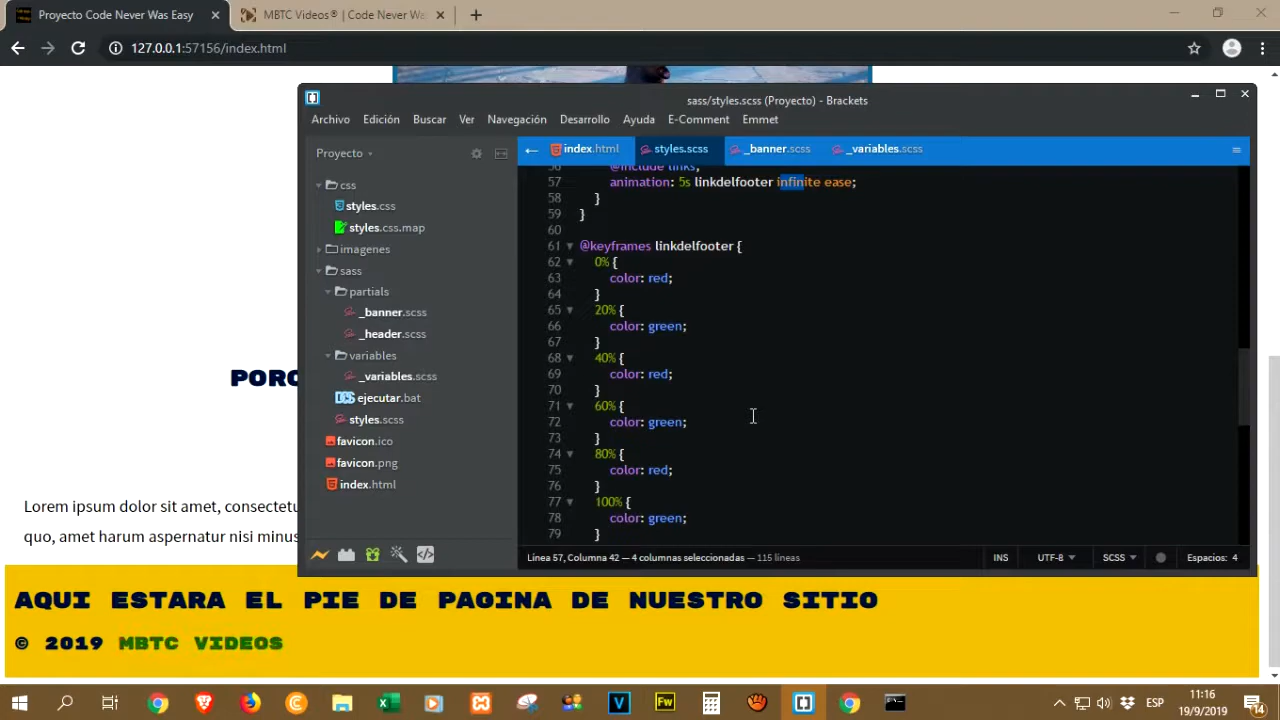 Proyecto Code Never Was Easy
MBTC Videos® | Code Never Wa
127.0.0.1:57156/index.html
sass/styles.scss (Proyecto) - Brackets
Archivo Edición Buscar Ver Navegación Desarrollo Ayuda E-Comment Emmet
Proyecto
index.html styles.scss _banner.scss _variables.scss
css
styles.css
styles.css.map
imagenes
sass
partials
_banner.scss
_header.scss
variables
_variables.scss
ejecutar.bat
styles.scss
favicon.ico
favicon.png
index.html
56 @include links;
57 animation: 5s linkdelfooter infinite ease;
58 }
59 }
60
61 @keyframes linkdelfooter {
62 0% {
63 color: red;
64 }
65 20% {
66 color: green;
67 }
68 40% {
69 color: red;
70 }
71 60% {
72 color: green;
73 }
74 80% {
75 color: red;
76 }
77 100% {
78 color: green;
79 }
Línea 57, Columna 42 — 4 columnas seleccionadas — 115 líneas
INS UTF-8 SCSS Espacios: 4
PORC
Lorem ipsum dolor sit amet, consectetu
quo, amet harum aspernatur nisi minus
AQUI ESTARA EL PIE DE PAGINA DE NUESTRO SITIO
© 2019 MBTC VIDEOS
ESP
11:16
19/9/2019
14